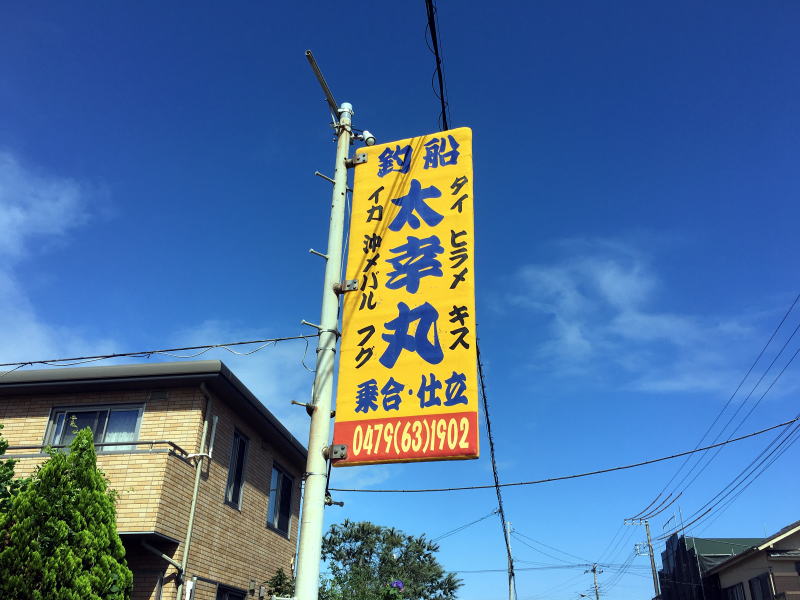 釣船
タイ ヒラメ キス
太幸丸
イカ 沖メバル フグ
乗合・仕立
0479(63)1902